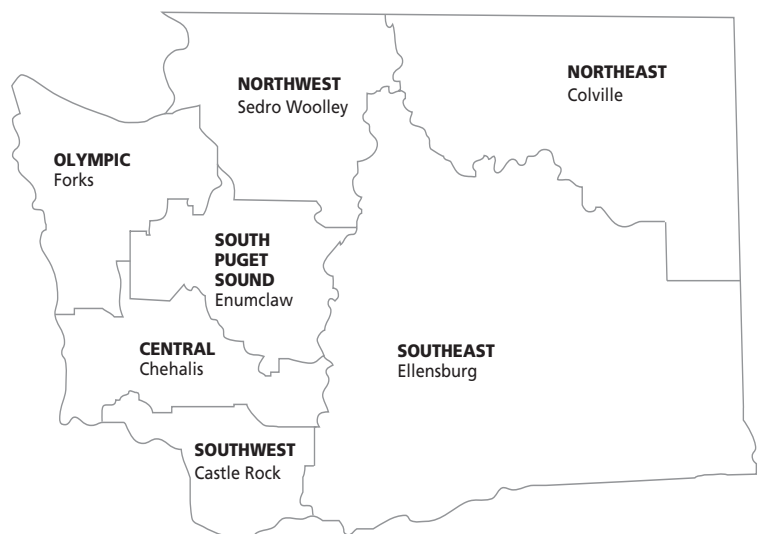 NORTHWEST
Sedro Woolley
NORTHEAST
Colville
OLYMPIC
Forks
SOUTH
PUGET
SOUND
Enumclaw
CENTRAL
Chehalis
SOUTHEAST
Ellensburg
SOUTHWEST
Castle Rock